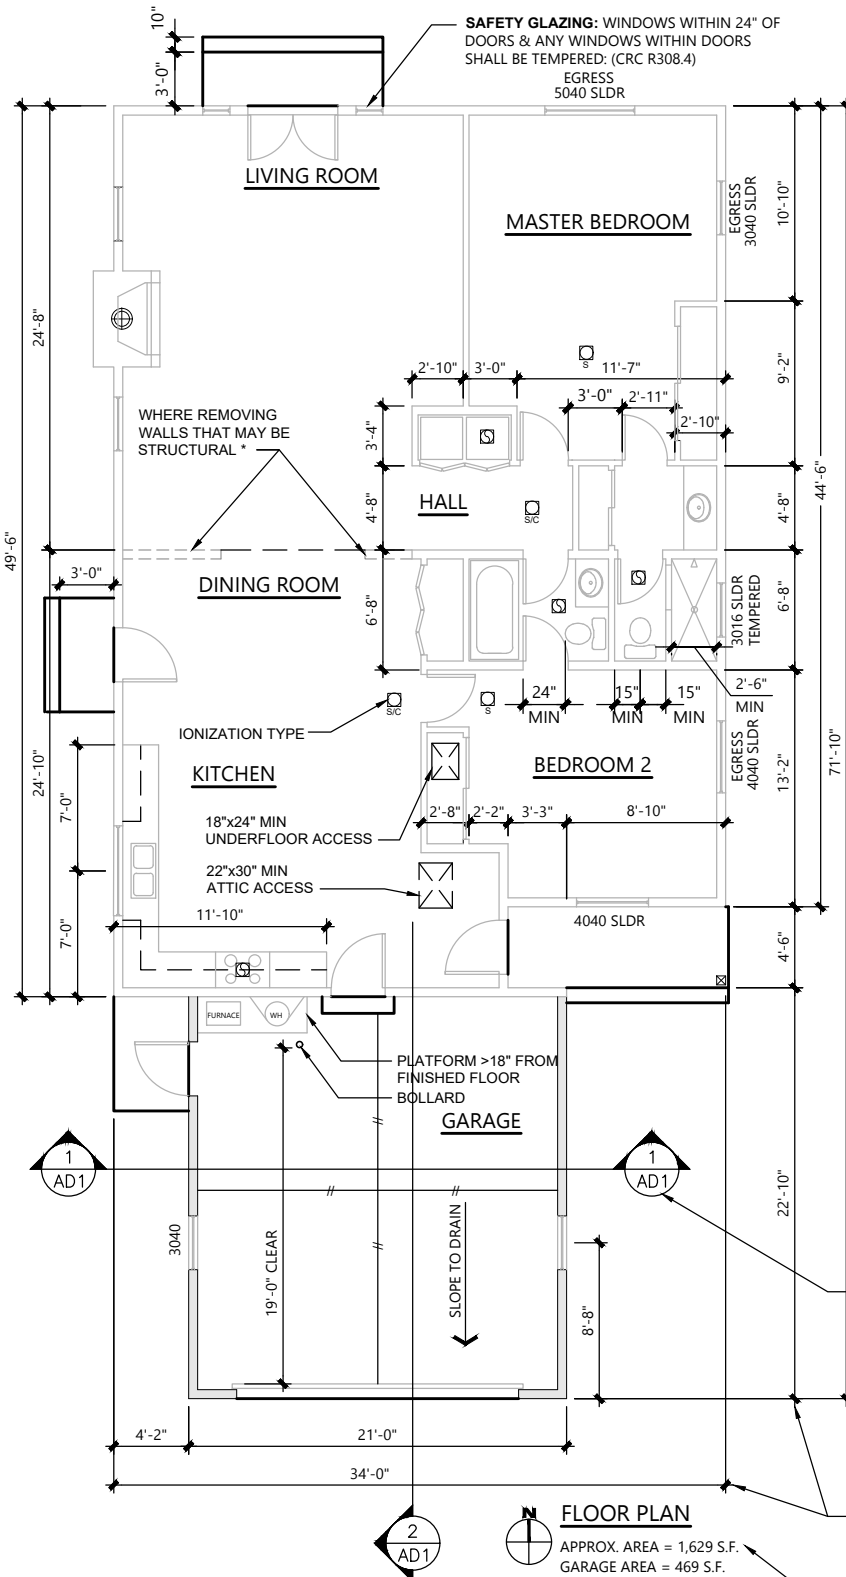 SAFETY GLAZING: WINDOWS WITHIN 24" OF
DOORS & ANY WINDOWS WITHIN DOORS
SHALL BE TEMPERED: (CRC R308.4)
EGRESS
5040 SLDR
10"
3'-0"
LIVING ROOM
MASTER BEDROOM
EGRESS
3040 SLDR
10'-10"
24'-8"
S
9'-2"
2'-10"
3'-0"
11'-7"
3'-0"
2'-11"
2'-10"
WHERE REMOVING
WALLS THAT MAY BE
STRUCTURAL *
3'-4"
S
HALL
S/C
4'-8"
4'-8"
44'-6"
49'-6"
3'-0"
DINING ROOM
6'-8"
S
S
3016 SLDR
TEMPERED
6'-8"
2'-6"
MIN
24"
MIN
15"
MIN
15"
MIN
S/C
S
IONIZATION TYPE
KITCHEN
BEDROOM 2
EGRESS
4040 SLDR
13'-2"
71'-10"
24'-10"
7'-0"
18"x24" MIN
UNDERFLOOR ACCESS
2'-8"
2'-2"
3'-3"
8'-10"
22"x30" MIN
ATTIC ACCESS
7'-0"
11'-10"
4040 SLDR
4'-6"
S
FURNACE
WH
PLATFORM >18" FROM
FINISHED FLOOR
BOLLARD
GARAGE
1
AD1
1
AD1
22'-10"
3040
19'-0" CLEAR
SLOPE TO DRAIN
8'-8"
4'-2"
21'-0"
34'-0"
2
AD1
N
FLOOR PLAN
APPROX. AREA = 1,629 S.F.
GARAGE AREA = 469 S.F.